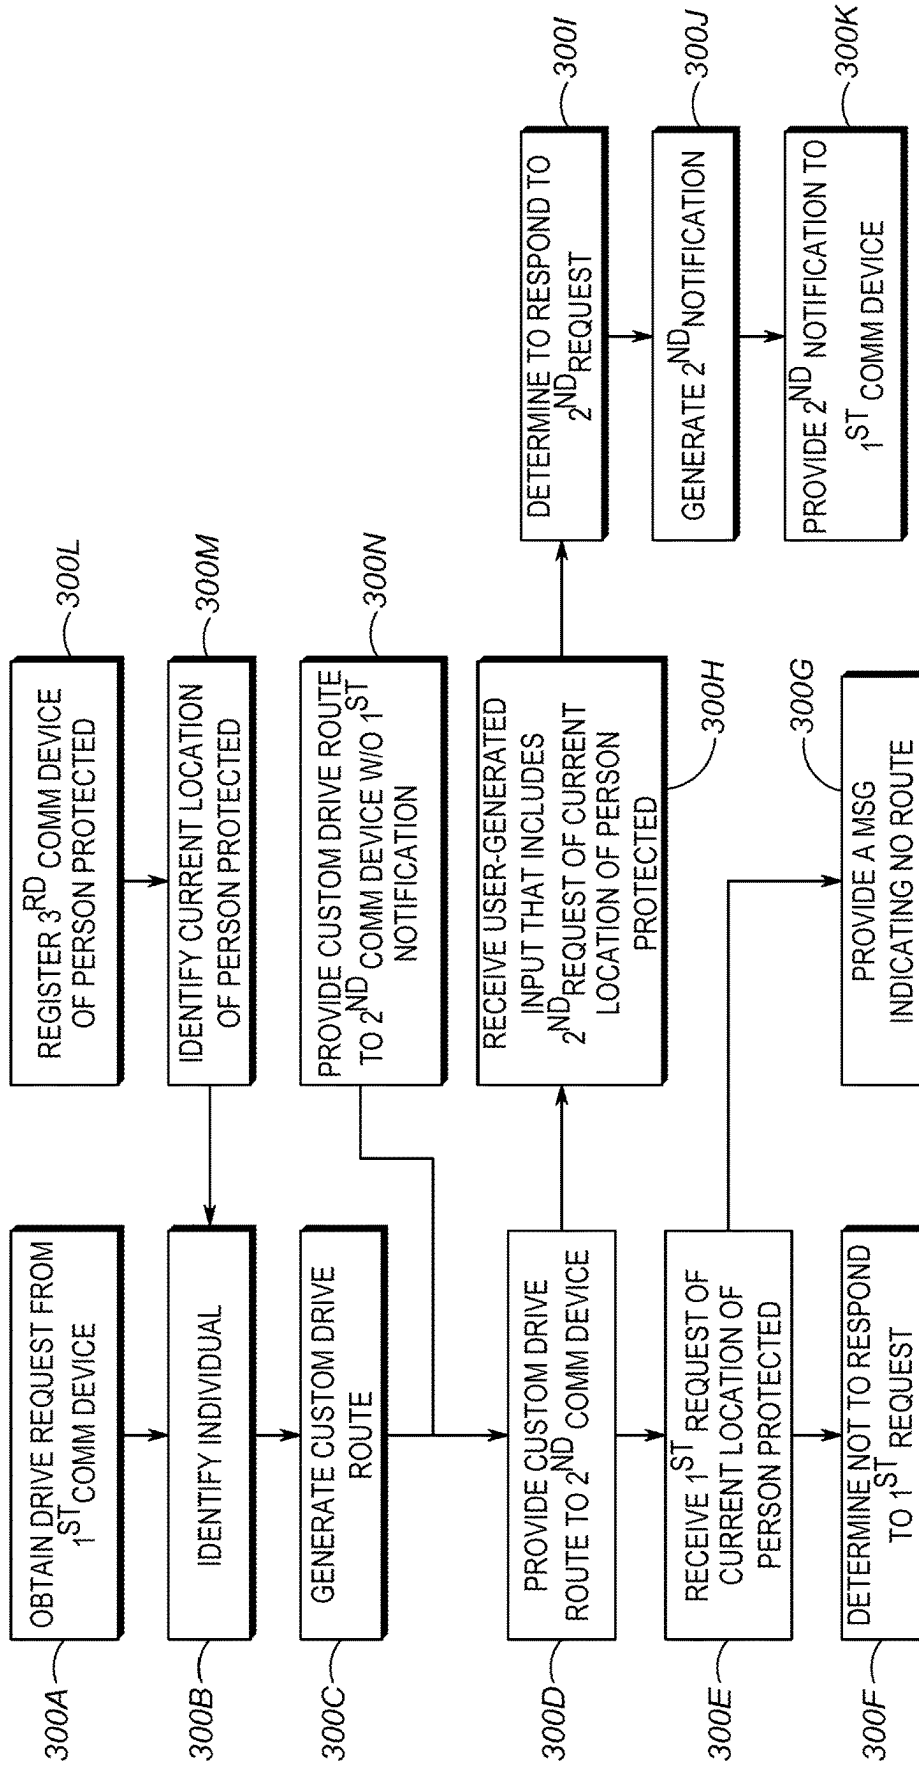 300A
OBTAIN DRIVE REQUEST FROM
1ST COMM DEVICE
300B
IDENTIFY INDIVIDUAL
300C
GENERATE CUSTOM DRIVE
ROUTE
300D
PROVIDE CUSTOM DRIVE
ROUTE TO 2ND COMM DEVICE
300E
RECEIVE 1ST REQUEST OF
CURRENT LOCATION OF
PERSON PROTECTED
300F
DETERMINE NOT TO RESPOND
TO 1ST REQUEST
REGISTER 3RD COMM DEVICE
OF PERSON PROTECTED
300L
IDENTIFY CURRENT LOCATION
OF PERSON PROTECTED
300M
PROVIDE CUSTOM DRIVE ROUTE
TO 2ND COMM DEVICE W/O 1ST
NOTIFICATION
300N
RECEIVE USER-GENERATED
INPUT THAT INCLUDES
2ND REQUEST OF CURRENT
LOCATION OF PERSON
PROTECTED
300H
300G
PROVIDE A MSG
INDICATING NO ROUTE
DETERMINE TO RESPOND TO
2ND REQUEST
300I
GENERATE 2ND NOTIFICATION
300J
PROVIDE 2ND NOTIFICATION TO
1ST COMM DEVICE
300K